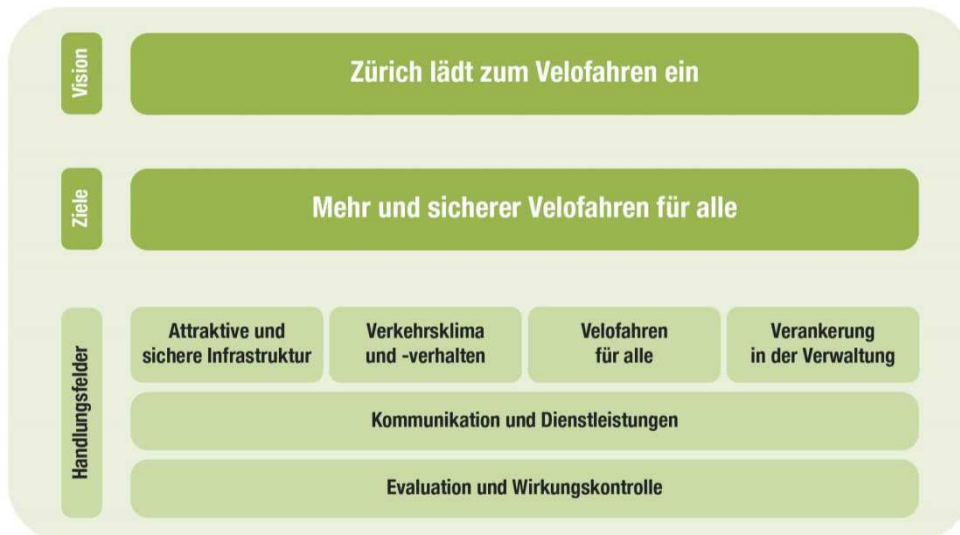 Vision
Zürich lädt zum Velofahren ein
Ziele
Mehr und sicherer Velofahren für alle
Handlungsfelder
Attraktive und
sichere Infrastruktur
Verkehrsklima
und -verhalten
Velofahren
für alle
Verankerung
in der Verwaltung
Kommunikation und Dienstleistungen
Evaluation und Wirkungskontrolle